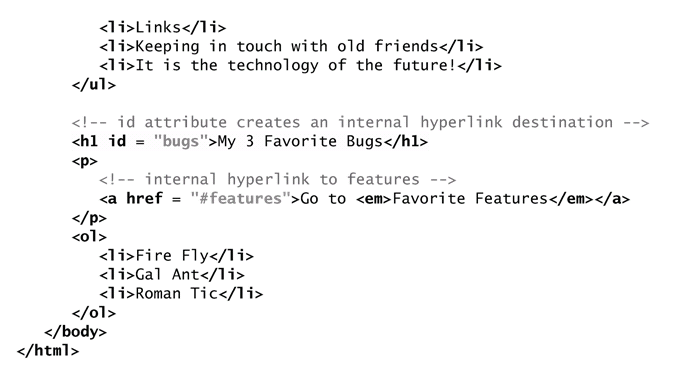 <li>Links</li>
<li>Keeping in touch with old friends</li>
<li>It is the technology of the future!</li>
</ul>
<!-- id attribute creates an internal hyperlink destination -->
<h1 id = "bugs">My 3 Favorite Bugs</h1>
<p>
<!-- internal hyperlink to features -->
<a href = "#features">Go to <em>Favorite Features</em></a>
</p>
<ol>
<li>Fire Fly</li>
<li>Gal Ant</li>
<li>Roman Tic</li>
</ol>
</body>
</html>